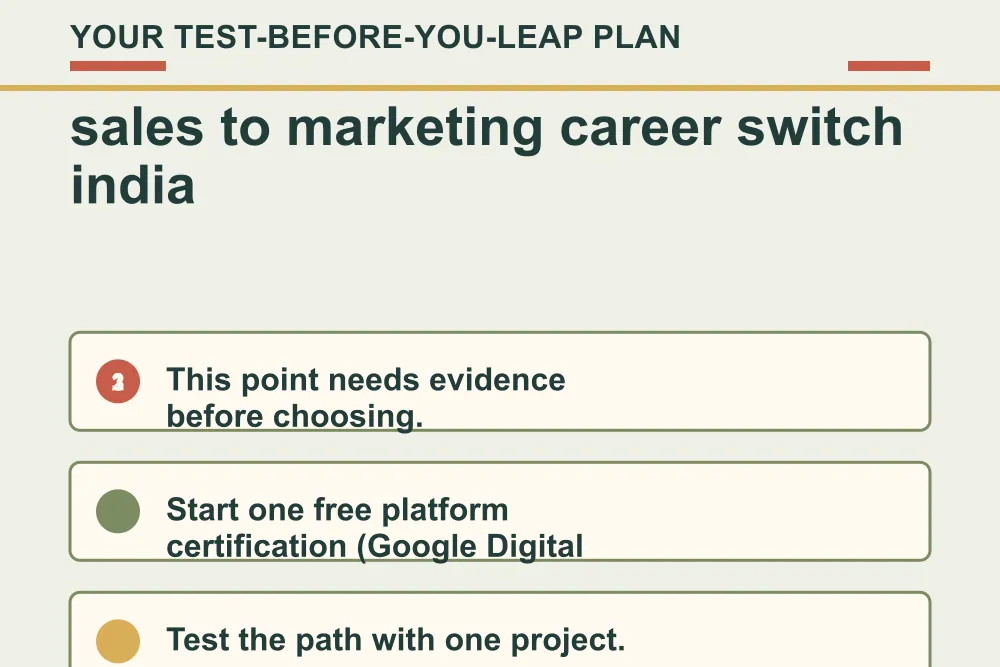 YOUR TEST-BEFORE-YOU-LEAP PLAN
sales to marketing career switch
india
This point needs evidence
before choosing.
Start one free platform
certification (Google Digital
Test the path with one project.